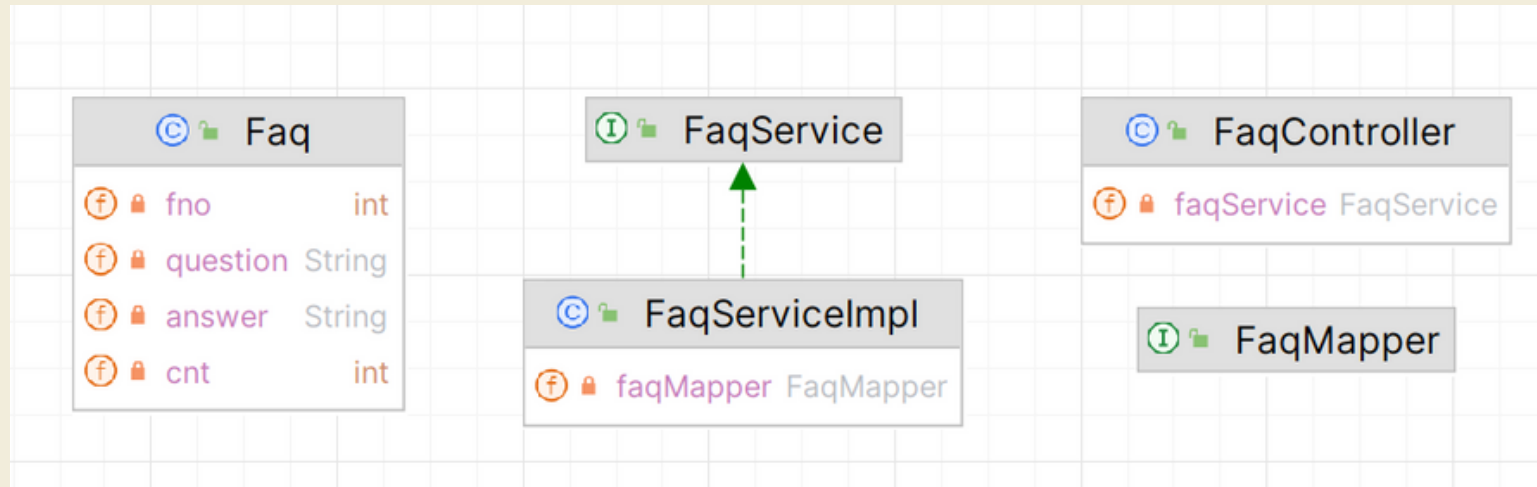 Faq
fno int
question String
answer String
cnt int
FaqService
FaqServiceImpl
faqMapper FaqMapper
FaqController
faqService FaqService
FaqMapper